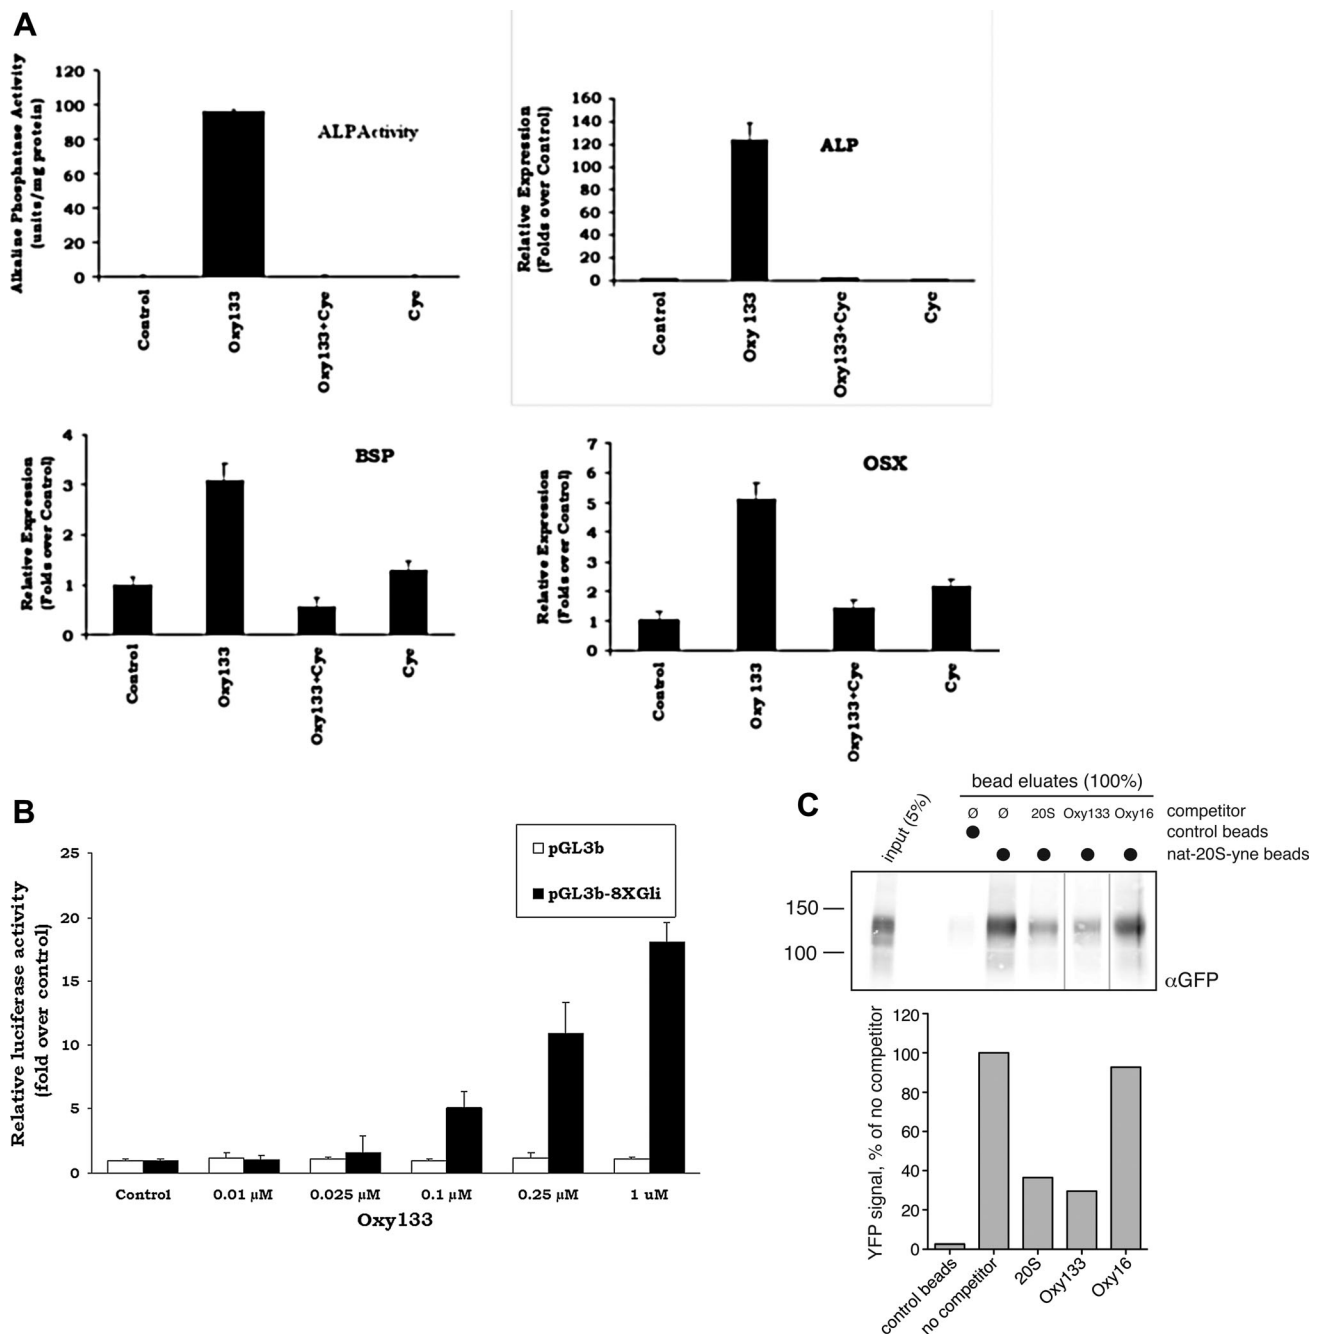 A
Alkaline Phosphatase Activity
(units/mg protein)
120
100
80
60
40
20
0
ALP Activity
Control
Oxy133
Oxy133+Cyc
Cyc
Relative Expression
(Folds over Control)
160
140
120
100
80
60
40
20
0
ALP
Control
Oxy 133
Oxy133+Cyc
Cyc
Relative Expression
(Folds over Control)
4
3
2
1
0
BSP
Control
Oxy133
Oxy133+Cyc
Cyc
Relative Expression
(Folds over Control)
7
6
5
4
3
2
1
0
OSX
Control
Oxy 133
Oxy133+Cyc
Cyc
B
Relative luciferase activity
(fold over control)
25
20
15
10
5
0
pGL3b
pGL3b-8XGli
Control
0.01 µM
0.025 µM
0.1 µM
0.25 µM
1 uM
Oxy133
C
bead eluates (100%)
input (5%)
Ø Ø 20S Oxy133 Oxy16 competitor
control beads
nat-20S-yne beads
150
100
αGFP
YFP signal, % of no competitor
120
100
80
60
40
20
0
control beads
no competitor
20S
Oxy133
Oxy16